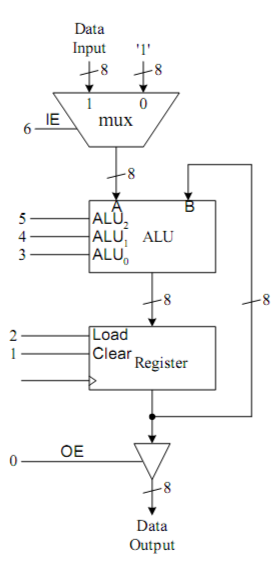 Data
Input '1'
8 8
1 0
6 IE mux
8
A B
5 ALU2
4 ALU1 ALU
3 ALU0
8 8
2 Load
1 Clear Register
0 OE
8
Data
Output